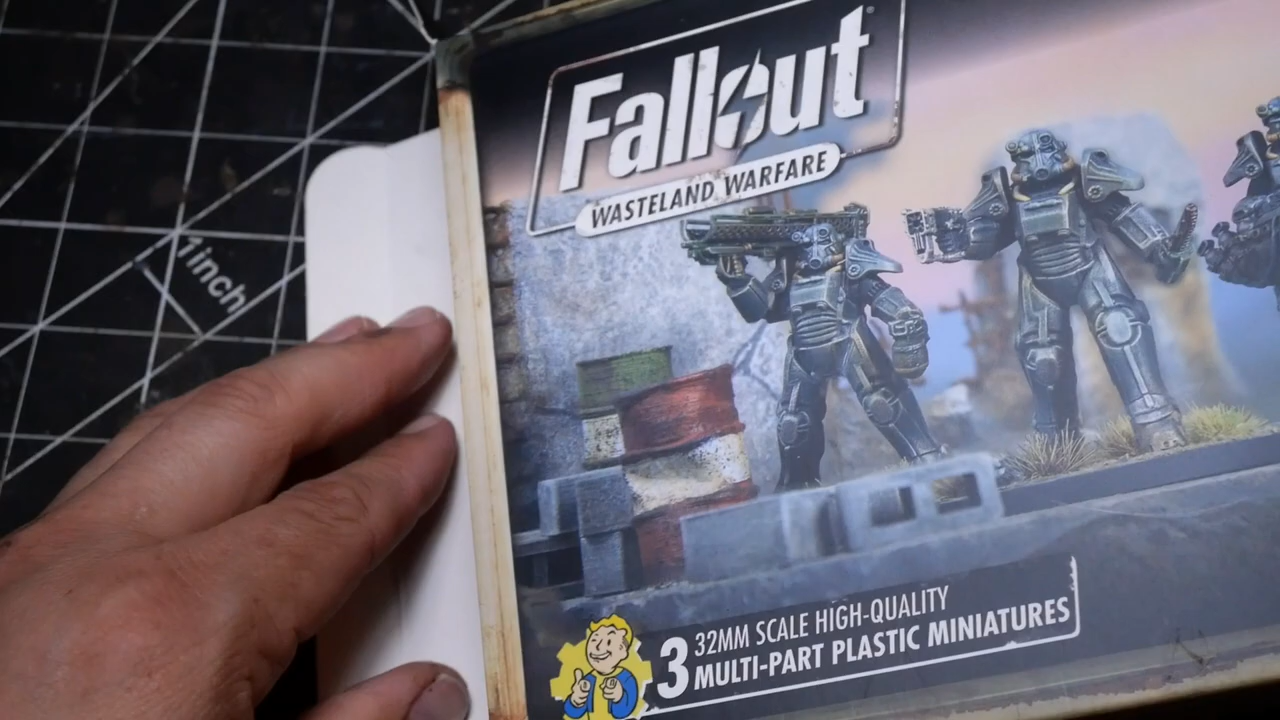 Fallout
WASTELAND WARFARE
1inch
3 32MM SCALE HIGH-QUALITY
MULTI-PART PLASTIC MINIATURES